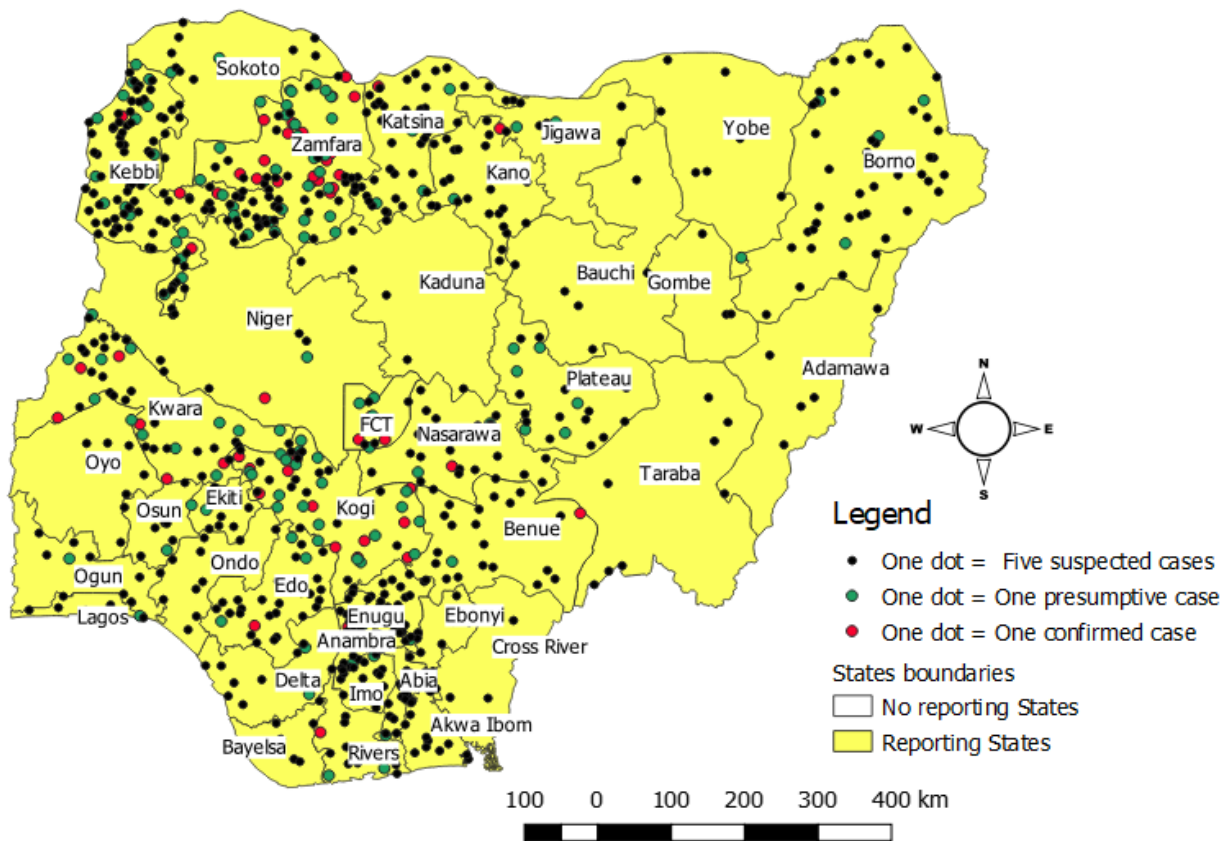 Sokoto
Katsina
Jigawa
Yobe
Zamfara
Borno
Kebbi
Kano
Kaduna
Bauchi
Gombe
Niger
Adamawa
Plateau
Kwara
FCT
Nasarawa
Oyo
Taraba
Ekiti
Osun
Kogi
Benue
Ondo
Ogun
Edo
Lagos
Enugu
Ebonyi
Anambra
Cross River
Delta
Imo
Abia
Akwa Ibom
Bayelsa
Rivers
N
W
E
S
Legend
One dot = Five suspected cases
One dot = One presumptive case
One dot = One confirmed case
States boundaries
No reporting States
Reporting States
100 0 100 200 300 400 km